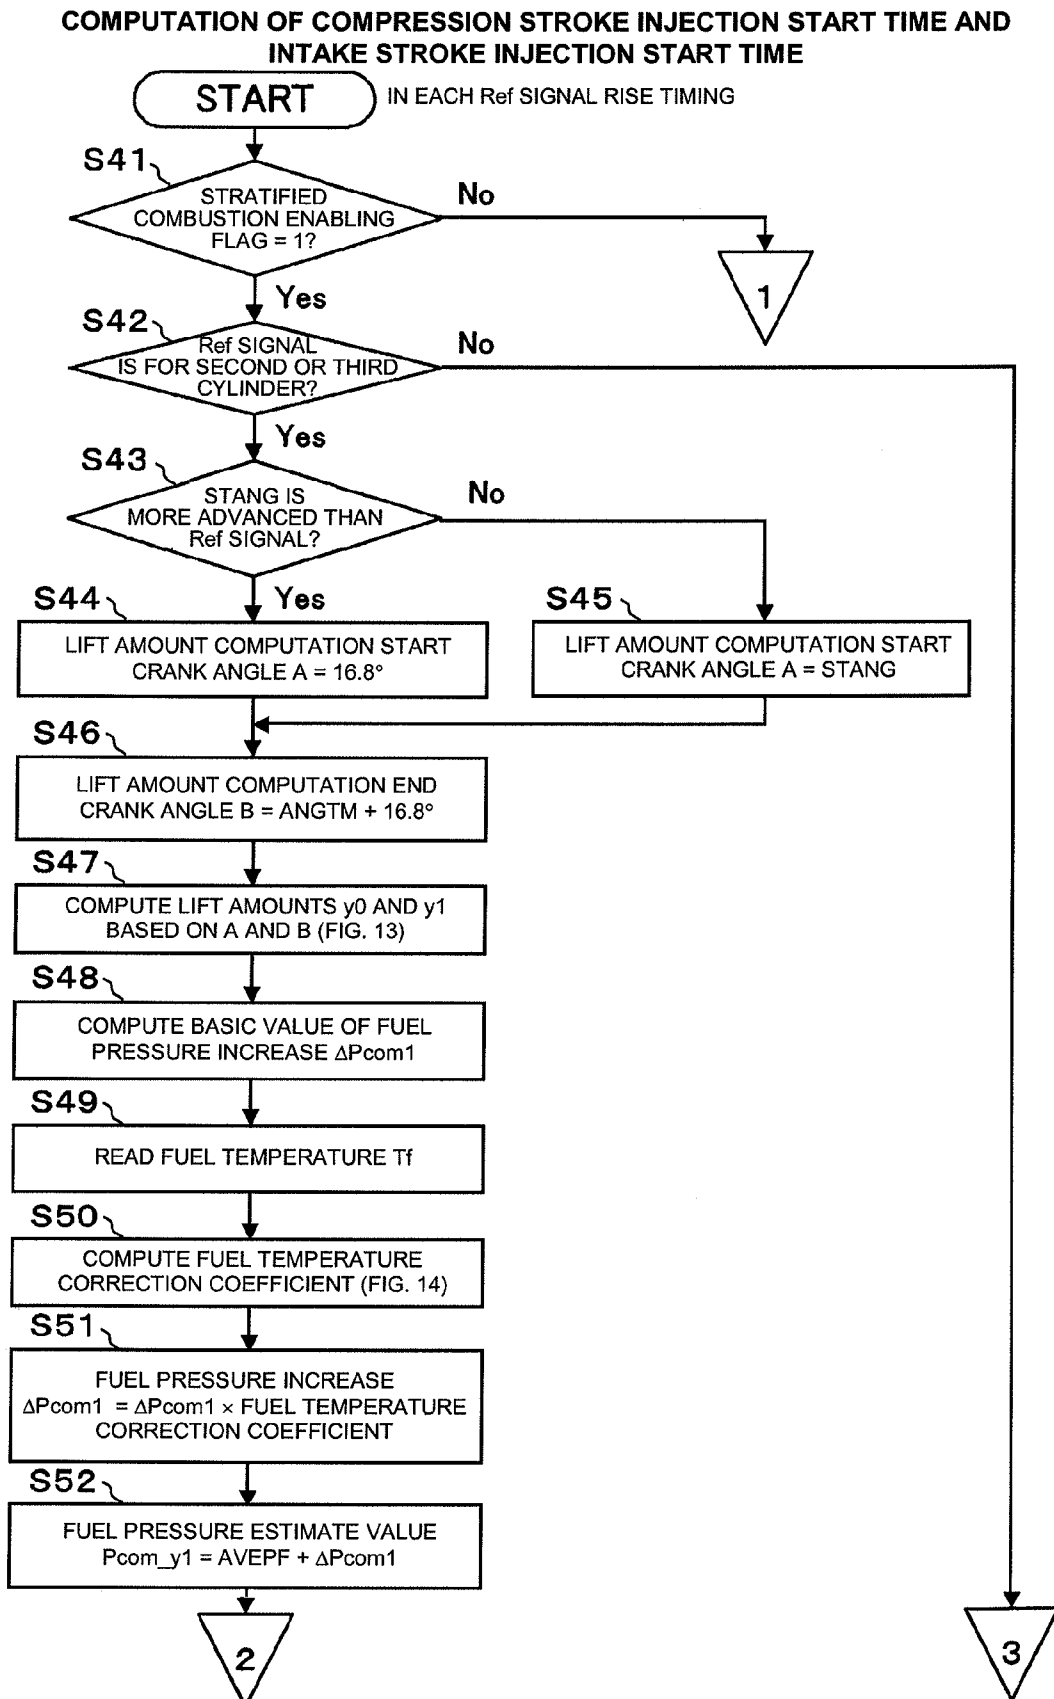 COMPUTATION OF COMPRESSION STROKE INJECTION START TIME AND
INTAKE STROKE INJECTION START TIME
START
IN EACH Ref SIGNAL RISE TIMING
S41
STRATIFIED
COMBUSTION ENABLING
FLAG = 1?
No
1
Yes
S42
Ref SIGNAL
IS FOR SECOND OR THIRD
CYLINDER?
No
Yes
S43
STANG IS
MORE ADVANCED THAN
Ref SIGNAL?
No
Yes
S44
LIFT AMOUNT COMPUTATION START
CRANK ANGLE A = 16.8°
S45
LIFT AMOUNT COMPUTATION START
CRANK ANGLE A = STANG
S46
LIFT AMOUNT COMPUTATION END
CRANK ANGLE B = ANGTM + 16.8°
S47
COMPUTE LIFT AMOUNTS y0 AND y1
BASED ON A AND B (FIG. 13)
S48
COMPUTE BASIC VALUE OF FUEL
PRESSURE INCREASE ΔPcom1
S49
READ FUEL TEMPERATURE Tf
S50
COMPUTE FUEL TEMPERATURE
CORRECTION COEFFICIENT (FIG. 14)
S51
FUEL PRESSURE INCREASE
ΔPcom1 = ΔPcom1 × FUEL TEMPERATURE
CORRECTION COEFFICIENT
S52
FUEL PRESSURE ESTIMATE VALUE
Pcom_y1 = AVEPF + ΔPcom1
2
3